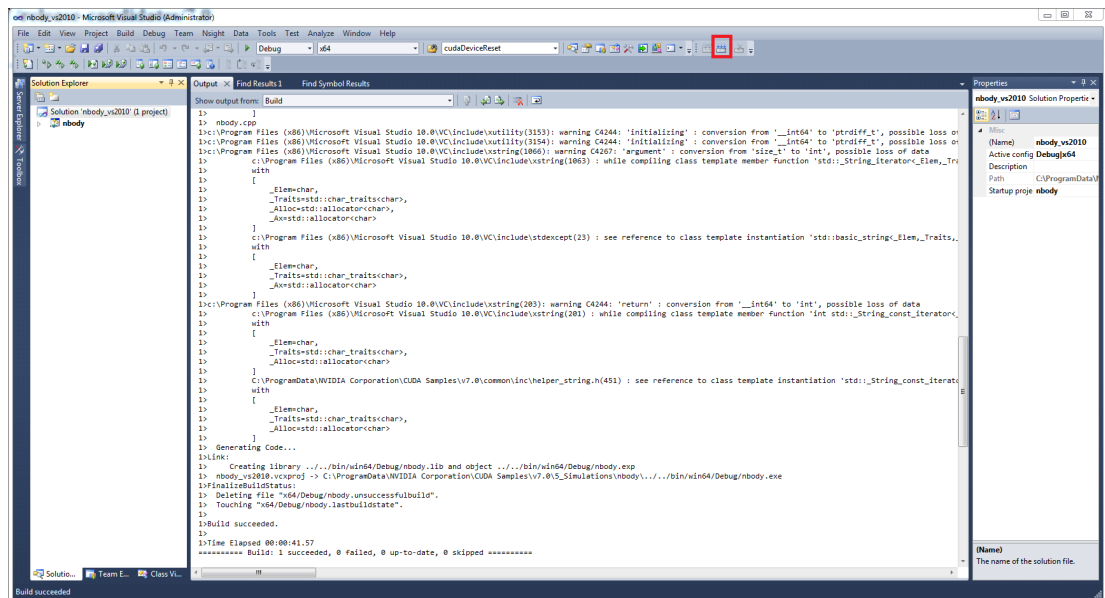 nbody_vs2010 - Microsoft Visual Studio (Administrator)
File Edit View Project Build Debug Team Nsight Data Tools Test Analyze Window Help
Debug x64 cudaDeviceReset
Server Explorer
Toolbox
Solution Explorer
Solution 'nbody_vs2010' (1 project)
nbody
Output Find Results 1 Find Symbol Results
Show output from: Build
1> ]
1> nbody.cpp
1>c:\Program Files (x86)\Microsoft Visual Studio 10.0\VC\include\xutility(3153): warning C4244: 'initializing' : conversion from '__int64' to 'ptrdiff_t', possible loss of
1>c:\Program Files (x86)\Microsoft Visual Studio 10.0\VC\include\xutility(3154): warning C4244: 'initializing' : conversion from '__int64' to 'ptrdiff_t', possible loss of
1>c:\Program Files (x86)\Microsoft Visual Studio 10.0\VC\include\xstring(1066): warning C4267: 'argument' : conversion from 'size_t' to 'int', possible loss of data
1> c:\Program Files (x86)\Microsoft Visual Studio 10.0\VC\include\xstring(1063) : while compiling class template member function 'std::_String_iterator<_Elem,_Tra
1> with
1> [
1> _Elem=char,
1> _Traits=std::char_traits<char>,
1> _Alloc=std::allocator<char>,
1> _Ax=std::allocator<char>
1> ]
1> c:\Program Files (x86)\Microsoft Visual Studio 10.0\VC\include\stdexcept(23) : see reference to class template instantiation 'std::basic_string<_Elem,_Traits,_
1> with
1> [
1> _Elem=char,
1> _Traits=std::char_traits<char>,
1> _Ax=std::allocator<char>
1> ]
1>c:\Program Files (x86)\Microsoft Visual Studio 10.0\VC\include\xstring(203): warning C4244: 'return' : conversion from '__int64' to 'int', possible loss of data
1> c:\Program Files (x86)\Microsoft Visual Studio 10.0\VC\include\xstring(201) : while compiling class template member function 'int std::_String_const_iterator<_
1> with
1> [
1> _Elem=char,
1> _Traits=std::char_traits<char>,
1> _Alloc=std::allocator<char>
1> ]
1> C:\ProgramData\NVIDIA Corporation\CUDA Samples\v7.0\common\inc\helper_string.h(451) : see reference to class template instantiation 'std::_String_const_iterato
1> with
1> [
1> _Elem=char,
1> _Traits=std::char_traits<char>,
1> _Alloc=std::allocator<char>
1> ]
1> Generating Code...
1>Link:
1> Creating library ../../bin/win64/Debug/nbody.lib and object ../../bin/win64/Debug/nbody.exp
1> nbody_vs2010.vcxproj -> C:\ProgramData\NVIDIA Corporation\CUDA Samples\v7.0\5_Simulations\nbody\../../bin/win64/Debug/nbody.exe
1>FinalizeBuildStatus:
1> Deleting file "x64/Debug/nbody.unsuccessfulbuild".
1> Touching "x64/Debug/nbody.lastbuildstate".
1>
1>Build succeeded.
1>
1>Time Elapsed 00:00:41.57
========== Build: 1 succeeded, 0 failed, 0 up-to-date, 0 skipped ==========
Properties
nbody_vs2010 Solution Propertie
Misc
(Name) nbody_vs2010
Active config Debug|x64
Description
Path C:\ProgramData\
Startup proje nbody
(Name)
The name of the solution file.
Solutio... Team E... Class Vi...
Build succeeded